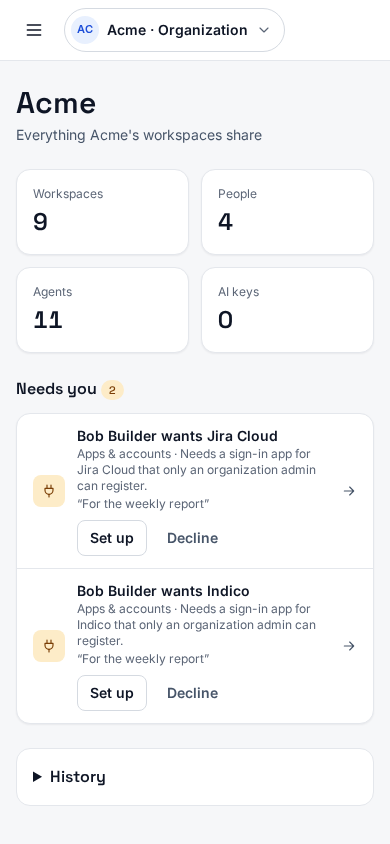 AC Acme · Organization
Acme
Everything Acme's workspaces share
Workspaces
9
People
4
Agents
11
AI keys
0
Needs you 2
Bob Builder wants Jira Cloud
Apps & accounts · Needs a sign-in app for
Jira Cloud that only an organization admin
can register.
“For the weekly report”
Set up Decline
Bob Builder wants Indico
Apps & accounts · Needs a sign-in app for
Indico that only an organization admin can
register.
“For the weekly report”
Set up Decline
History